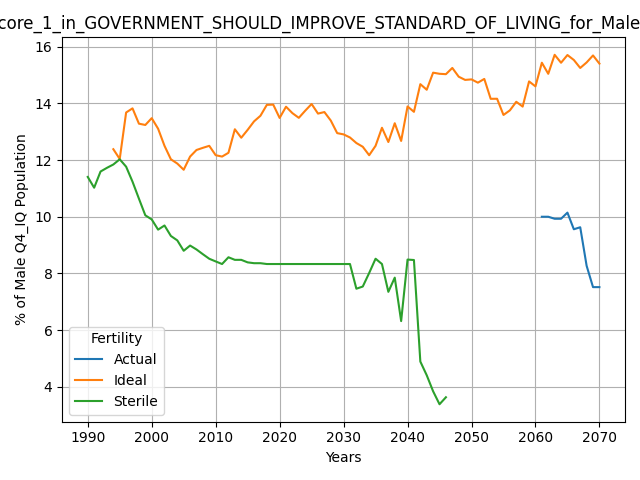 core_1_in_GOVERNMENT_SHOULD_IMPROVE_STANDARD_OF_LIVING_for_Male
16
14
12
10
8
6
4
% of Male Q4_IQ Population
Fertility
Actual
Ideal
Sterile
1990 2000 2010 2020 2030 2040 2050 2060 2070
Years